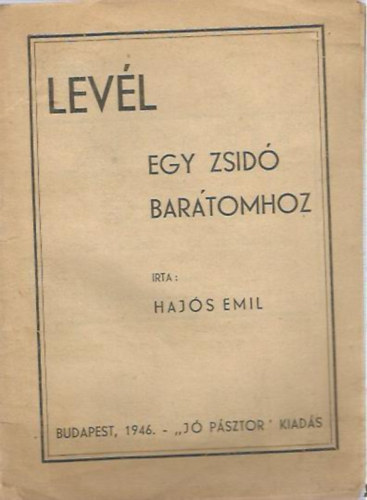 LEVÉL
EGY ZSIDÓ
BARÁTOMHOZ
IRTA:
HAJÓS EMIL
BUDAPEST, 1946. - „JÓ PÁSZTOR' KIADÁS